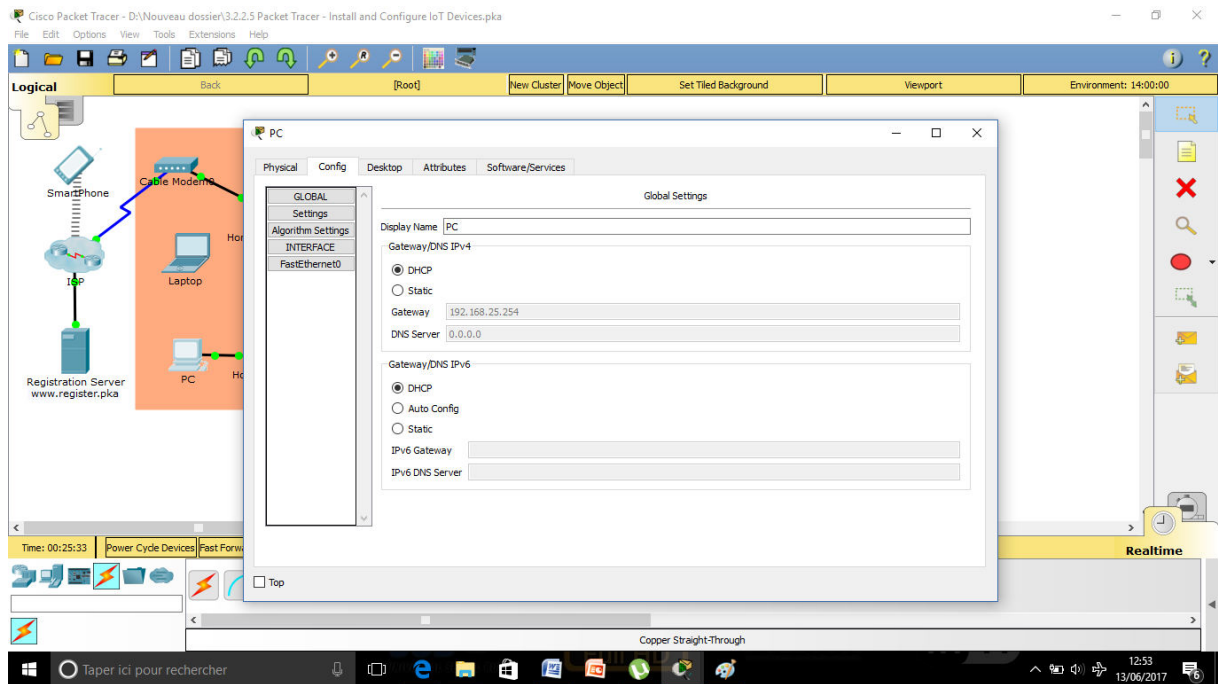 Cisco Packet Tracer - D:\Nouveau dossier\3.2.2.5 Packet Tracer - Install and Configure IoT Devices.pka
File Edit Options View Tools Extensions Help
Logical Back [Root] New Cluster Move Object Set Tiled Background Viewport Environment: 14:00:00
SmartPhone
Cable Modem0
ISP
Laptop
Registration Server
www.register.pka
PC
PC
Physical Config Desktop Attributes Software/Services
GLOBAL
Settings
Algorithm Settings
INTERFACE
FastEthernet0
Global Settings
Display Name PC
Gateway/DNS IPv4
DHCP
Static
Gateway 192.168.25.254
DNS Server 0.0.0.0
Gateway/DNS IPv6
DHCP
Auto Config
Static
IPv6 Gateway
IPv6 DNS Server
Top
Time: 00:25:33 Power Cycle Devices Fast Forw
Realtime
Copper Straight-Through
Taper ici pour rechercher
12:53
13/06/2017
6